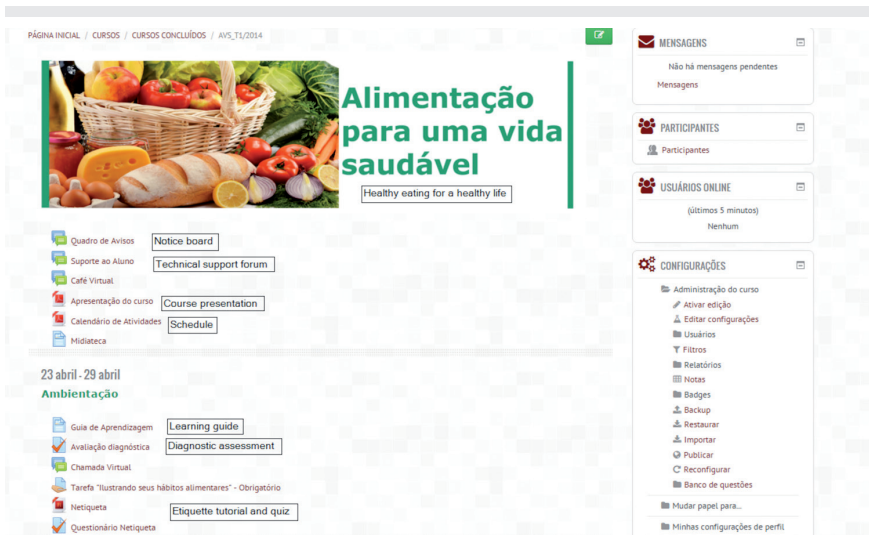 PÁGINA INICIAL / CURSOS / CURSOS CONCLUÍDOS / AVS_T1/2014
Alimentação
para uma vida
saudável
Healthy eating for a healthy life
Quadro de Avisos Notice board
Suporte ao Aluno Technical support forum
Café Virtual
Apresentação do curso Course presentation
Calendário de Atividades Schedule
Midiateca
23 abril - 29 abril
Ambientação
Guia de Aprendizagem Learning guide
Avaliação diagnóstica Diagnostic assessment
Chamada Virtual
Tarefa "Ilustrando seus hábitos alimentares" - Obrigatório
Netiqueta Etiquette tutorial and quiz
Questionário Netiqueta
MENSAGENS
Não há mensagens pendentes
Mensagens
PARTICIPANTES
Participantes
USUÁRIOS ONLINE
(últimos 5 minutos)
Nenhum
CONFIGURAÇÕES
Administração do curso
Ativar edição
Editar configurações
Usuários
Filtros
Relatórios
Notas
Badges
Backup
Restaurar
Importar
Publicar
Reconfigurar
Banco de questões
Mudar papel para...
Minhas configurações de perfil